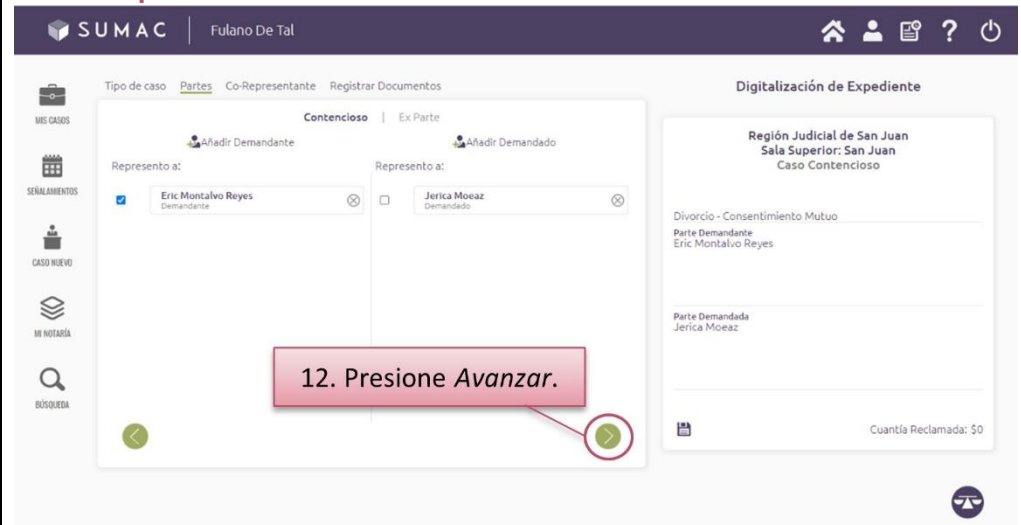 SUMAC
Fulano De Tal
MIS CASOS
SEÑALAMIENTOS
CASO NUEVO
MI NOTARÍA
BÚSQUEDA
Tipo de caso Partes Co-Representante Registrar Documentos
Contencioso | Ex Parte
Añadir Demandante
Represento a:
Eric Montalvo Reyes
Demandante
Añadir Demandado
Represento a:
Jerica Moeaz
Demandado
12. Presione Avanzar.
Digitalización de Expediente
Región Judicial de San Juan
Sala Superior: San Juan
Caso Contencioso
Divorcio - Consentimiento Mutuo
Parte Demandante
Eric Montalvo Reyes
Parte Demandada
Jerica Moeaz
Cuantía Reclamada: $0